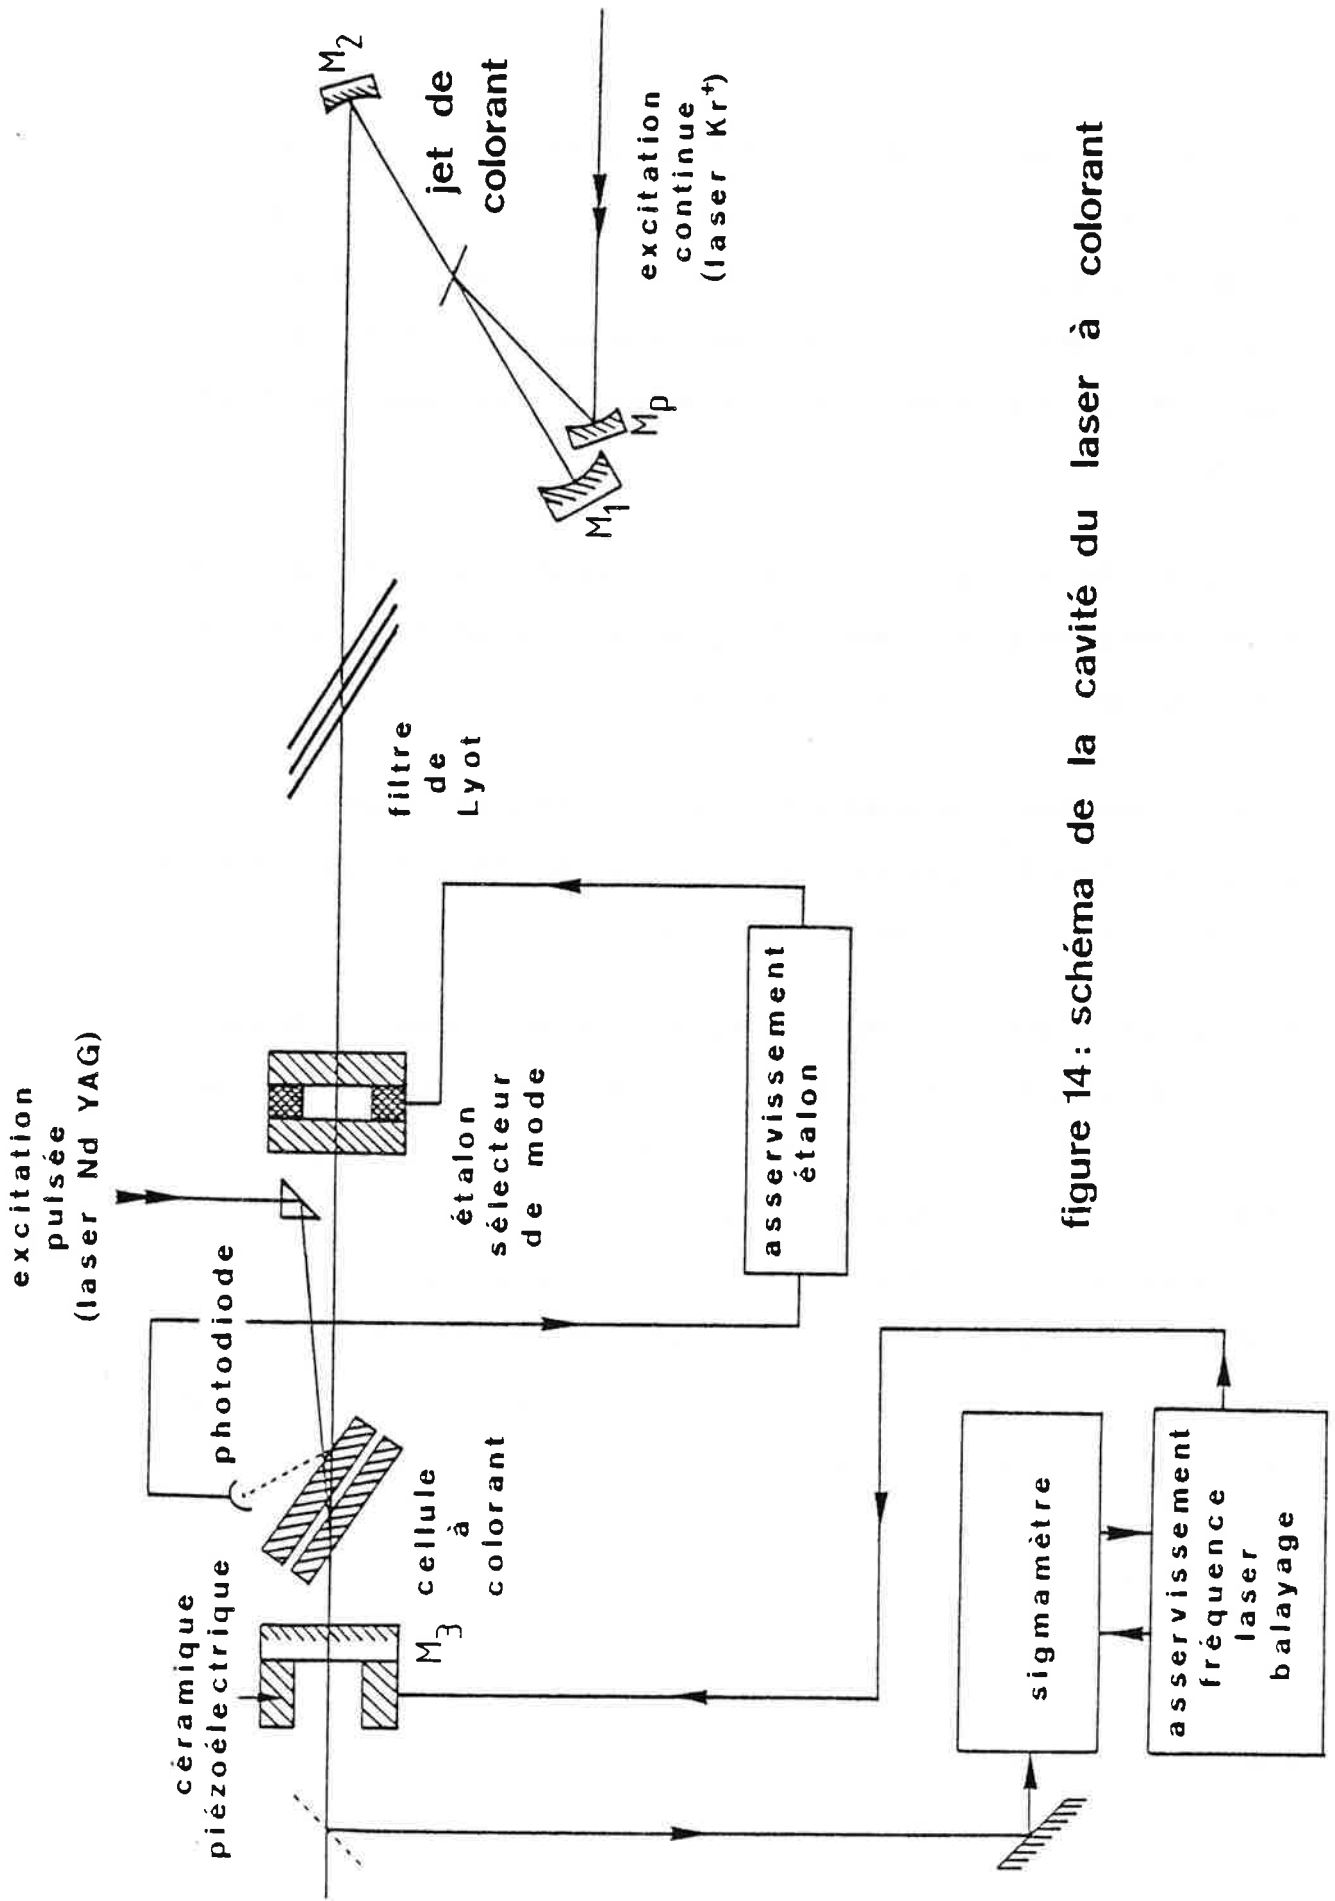 excitation
pulsée
(laser Nd YAG)
céramique
piézoélectrique
photodiode
M3
cellule
à
colorant
étalon
sélecteur
de mode
filtre
de
Lyot
M2
jet de
colorant
M1
Mp
excitation
continue
(laser Kr+)
asservissement
étalon
sigmamètre
asservissement
fréquence
laser
balayage
figure 14: schéma de la cavité du laser à colorant